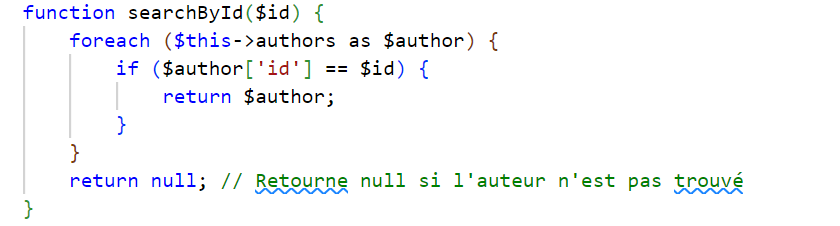 function searchById($id) {
    foreach ($this->authors as $author) {
        if ($author['id'] == $id) {
            return $author;
        }
    }
    return null; // Retourne null si l'auteur n'est pas trouvé
}